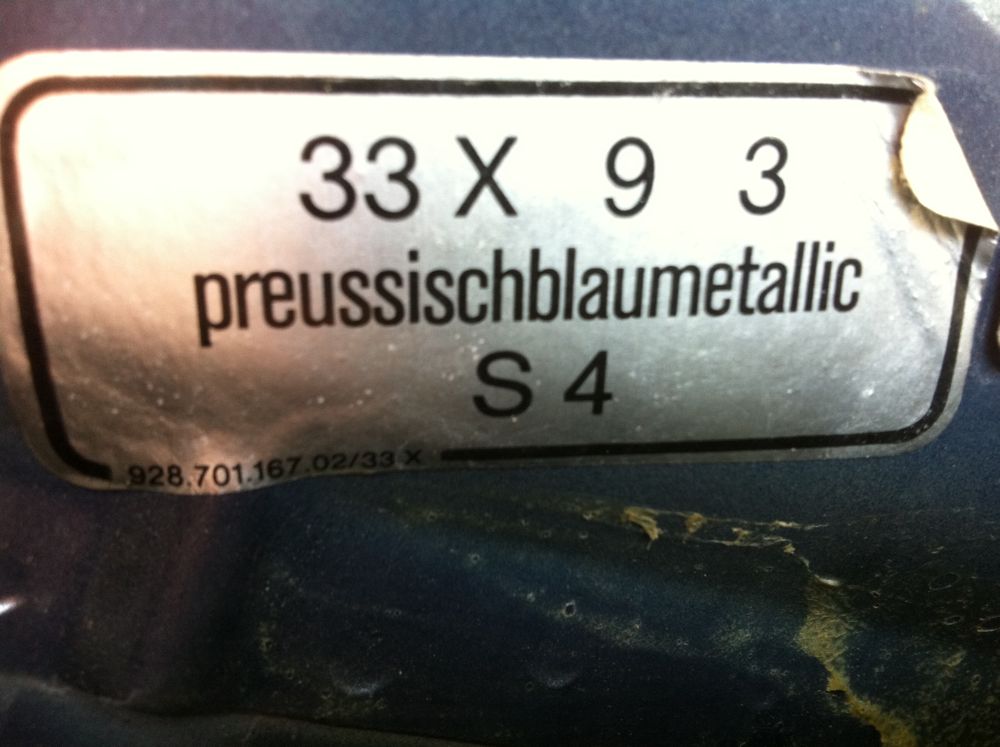 33 X 9 3
preussischblaumetallic
S 4
928.701.167.02/33 X